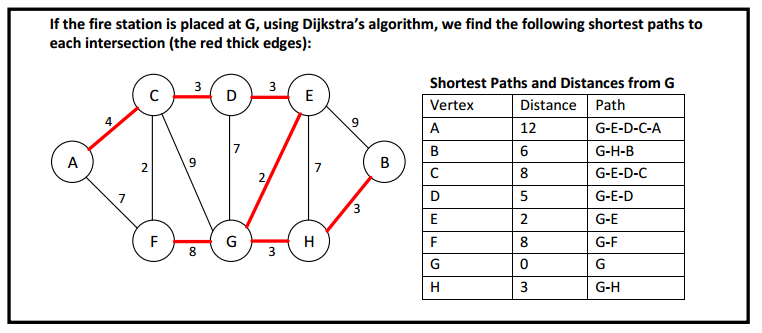 If the fire station is placed at G, using Dijkstra's algorithm, we find the following shortest paths to
each intersection (the red thick edges):
C 3 D 3 E
4 9
A 2 9 7 2 7 B
7 3
F 8 G 3 H
Shortest Paths and Distances from G
Vertex Distance Path
A 12 G-E-D-C-A
B 6 G-H-B
C 8 G-E-D-C
D 5 G-E-D
E 2 G-E
F 8 G-F
G 0 G
H 3 G-H